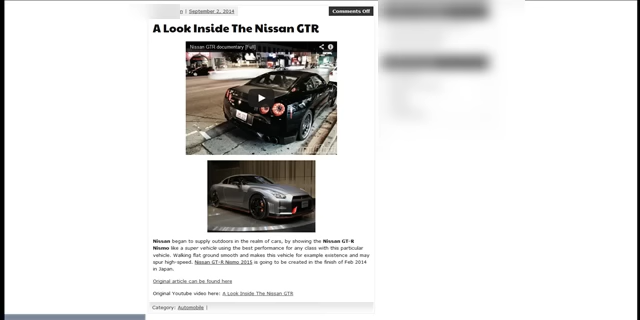 | September 2, 2014
Comments Off
A Look Inside The Nissan GTR
Nissan GTR documentary [Full]
Nissan began to supply outdoors in the realm of cars, by showing the Nissan GT-R
Nismo like a super vehicle using the best performance for any class with this particular
vehicle. Walking flat ground smooth and makes this vehicle for example existence and may
spur high-speed. Nissan GT-R Nismo 2015 is going to be created in the finish of Feb 2014
in Japan.
Original article can be found here
Original Youtube video here: A Look Inside The Nissan GTR
Category: Automobile |